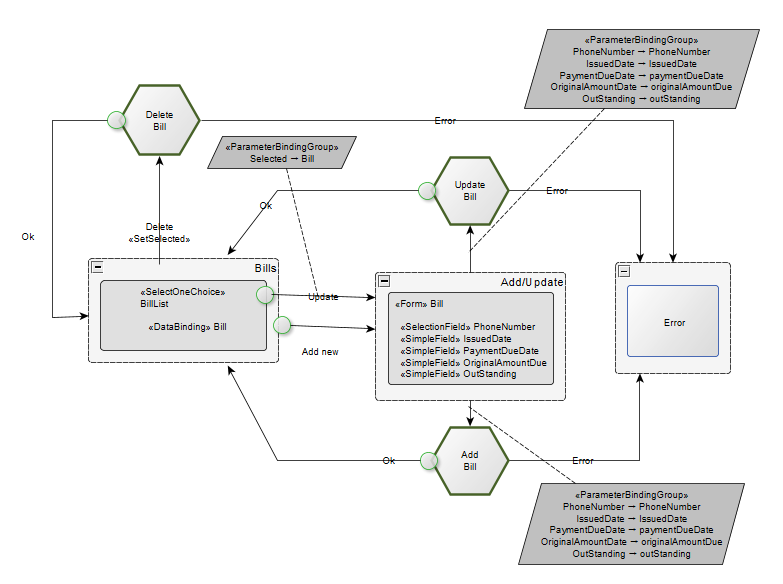 «ParameterBindingGroup»
PhoneNumber → PhoneNumber
IssuedDate → IssuedDate
PaymentDueDate → paymentDueDate
OriginalAmountDate → originalAmountDue
OutStanding → outStanding
Delete
Bill
Error
«ParameterBindingGroup»
Selected → Bill
Update
Bill
Error
Ok
Delete
«SetSelected»
Ok
Bills
«SelectOneChoice»
BillList
«DataBinding» Bill
Update
Add new
Add/Update
«Form» Bill
«SelectionField» PhoneNumber
«SimpleField» IssuedDate
«SimpleField» PaymentDueDate
«SimpleField» OriginalAmountDue
«SimpleField» OutStanding
Error
Add
Bill
Ok
Error
«ParameterBindingGroup»
PhoneNumber → PhoneNumber
IssuedDate → IssuedDate
PaymentDueDate → paymentDueDate
OriginalAmountDate → originalAmountDue
OutStanding → outStanding